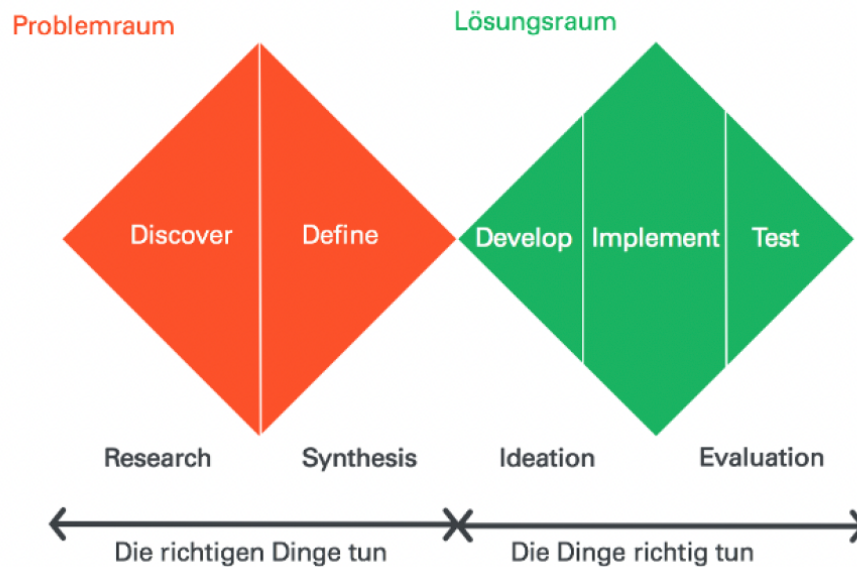 Problemraum
Lösungsraum
Discover
Define
Develop
Implement
Test
Research
Synthesis
Ideation
Evaluation
Die richtigen Dinge tun
Die Dinge richtig tun